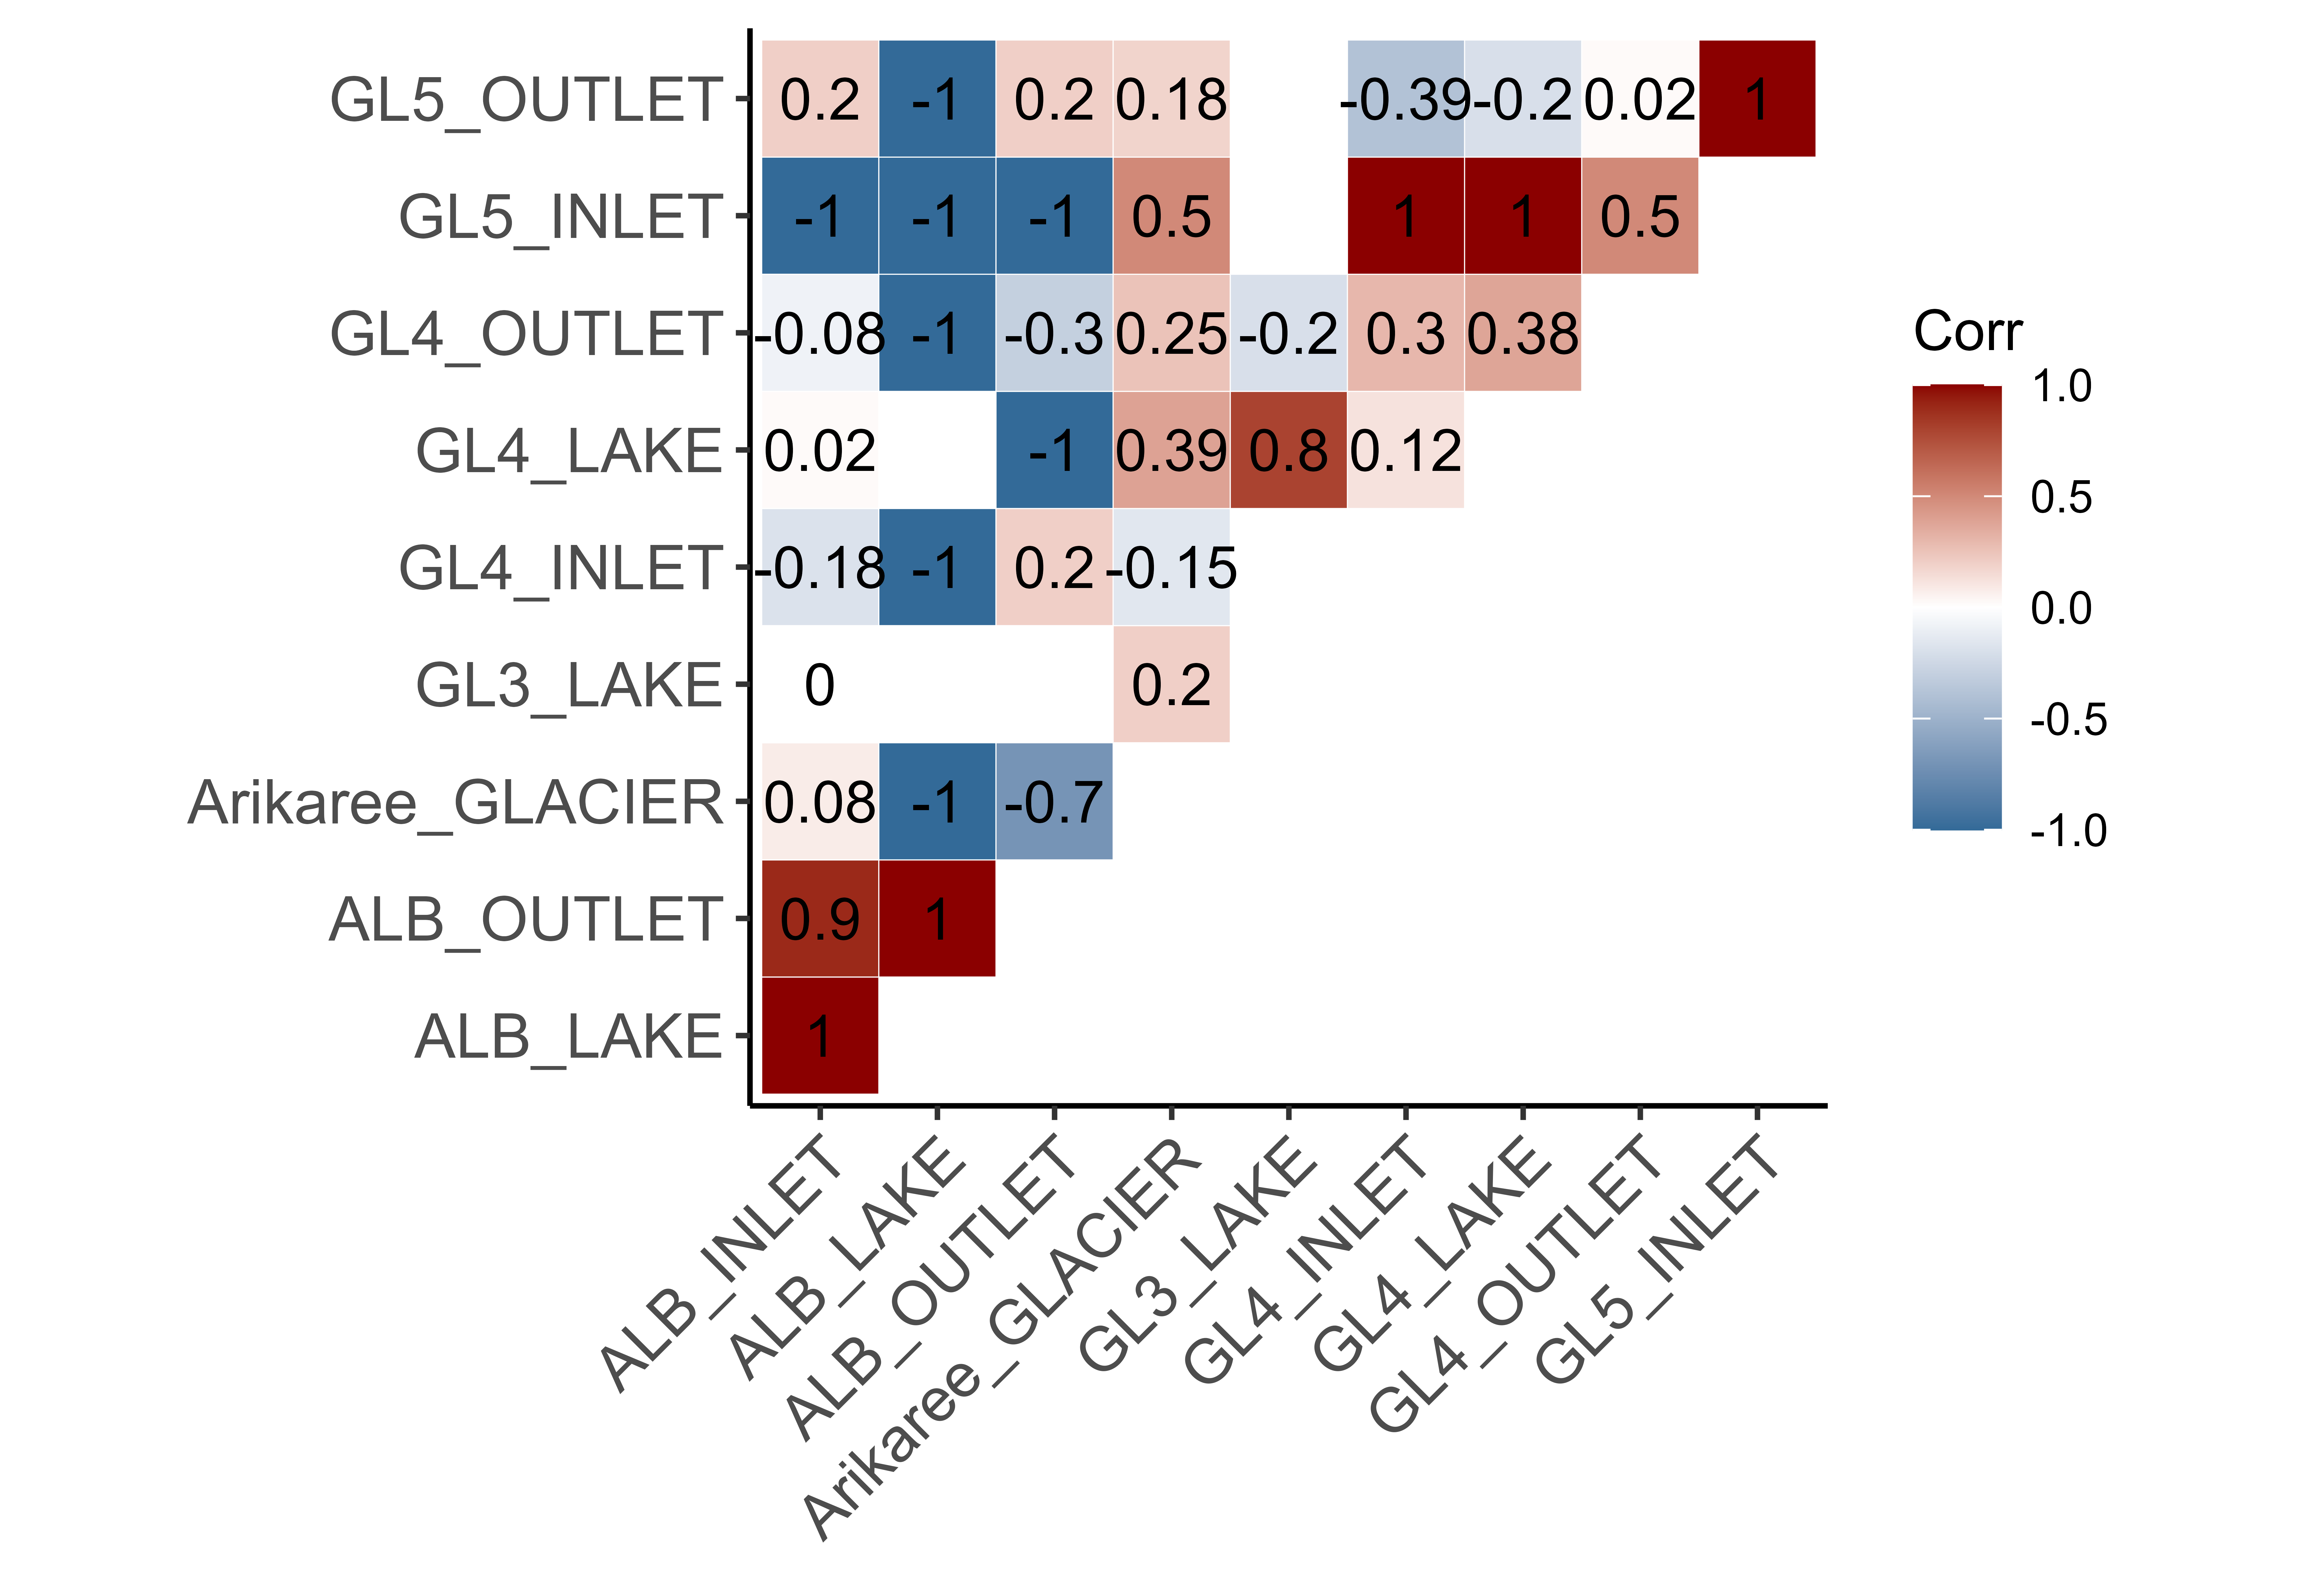 GL5_OUTLET 0.2 -1 0.2 0.18 -0.39 -0.2 0.02 1
GL5_INLET -1 -1 -1 0.5 1 1 0.5
GL4_OUTLET -0.08 -1 -0.3 0.25 -0.2 0.3 0.38
GL4_LAKE 0.02 -1 0.39 0.8 0.12
GL4_INLET -0.18 -1 0.2 -0.15
GL3_LAKE 0 0.2
Arikaree_GLACIER 0.08 -1 -0.7
ALB_OUTLET 0.9 1
ALB_LAKE 1
ALB_INLET
ALB_LAKE
ALB_OUTLET
Arikaree_GLACIER
GL3_LAKE
GL4_INLET
GL4_LAKE
GL4_OUTLET
GL5_INLET
Corr
1.0
0.5
0.0
-0.5
-1.0